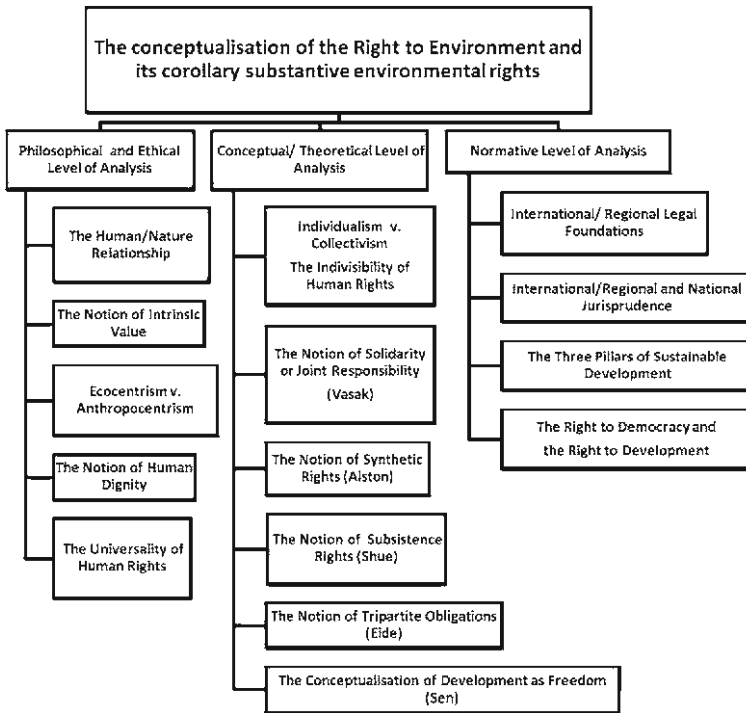 The conceptualisation of the Right to Environment and
its corollary substantive environmental rights
Philosophical and Ethical
Level of Analysis
The Human/Nature
Relationship
The Notion of Intrinsic
Value
Ecocentrism v.
Anthropocentrism
The Notion of Human
Dignity
The Universality of
Human Rights
Conceptual/ Theoretical Level of
Analysis
Individualism v.
Collectivism
The Indivisibility of
Human Rights
The Notion of Solidarity
or Joint Responsibility
(Vasak)
The Notion of Synthetic
Rights (Alston)
The Notion of Subsistence
Rights (Shue)
The Notion of Tripartite Obligations
(Eide)
The Conceptualisation of Development as Freedom
(Sen)
Normative Level of Analysis
International/ Regional Legal
Foundations
International/Regional and National
Jurisprudence
The Three Pillars of Sustainable
Development
The Right to Democracy and
the Right to Development